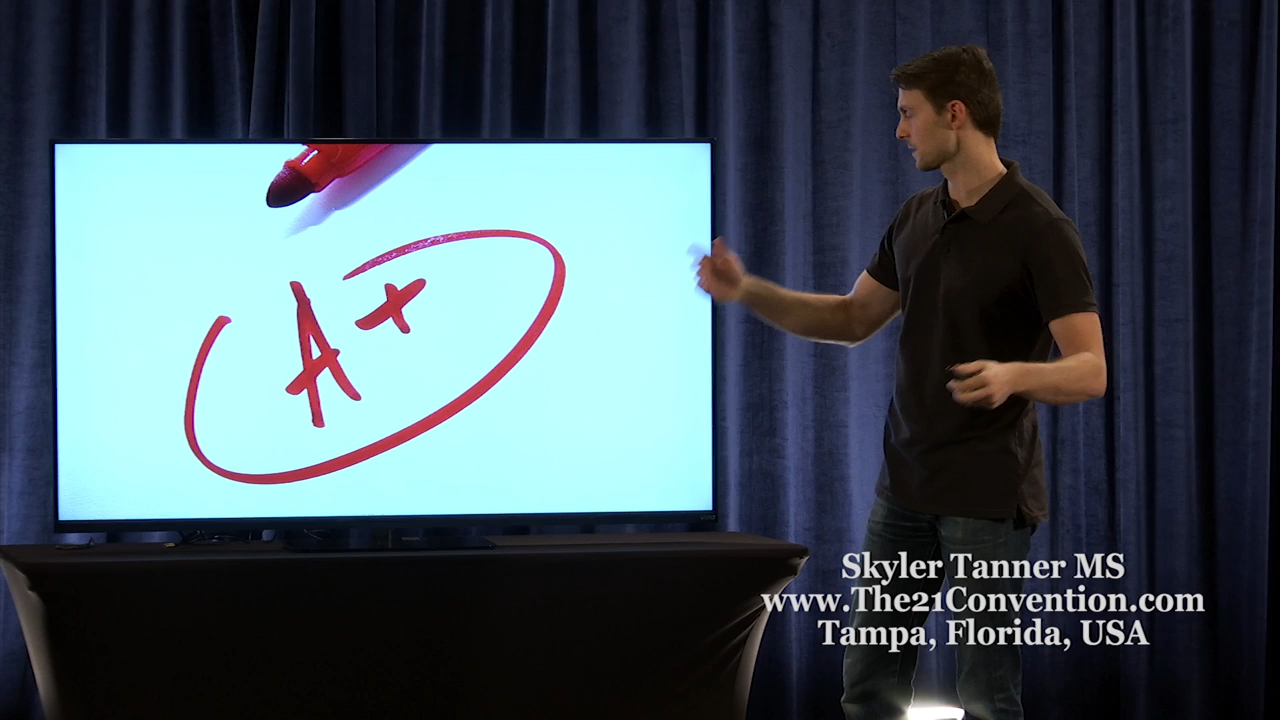 A+
Skyler Tanner MS
www.The21Convention.com
Tampa, Florida, USA